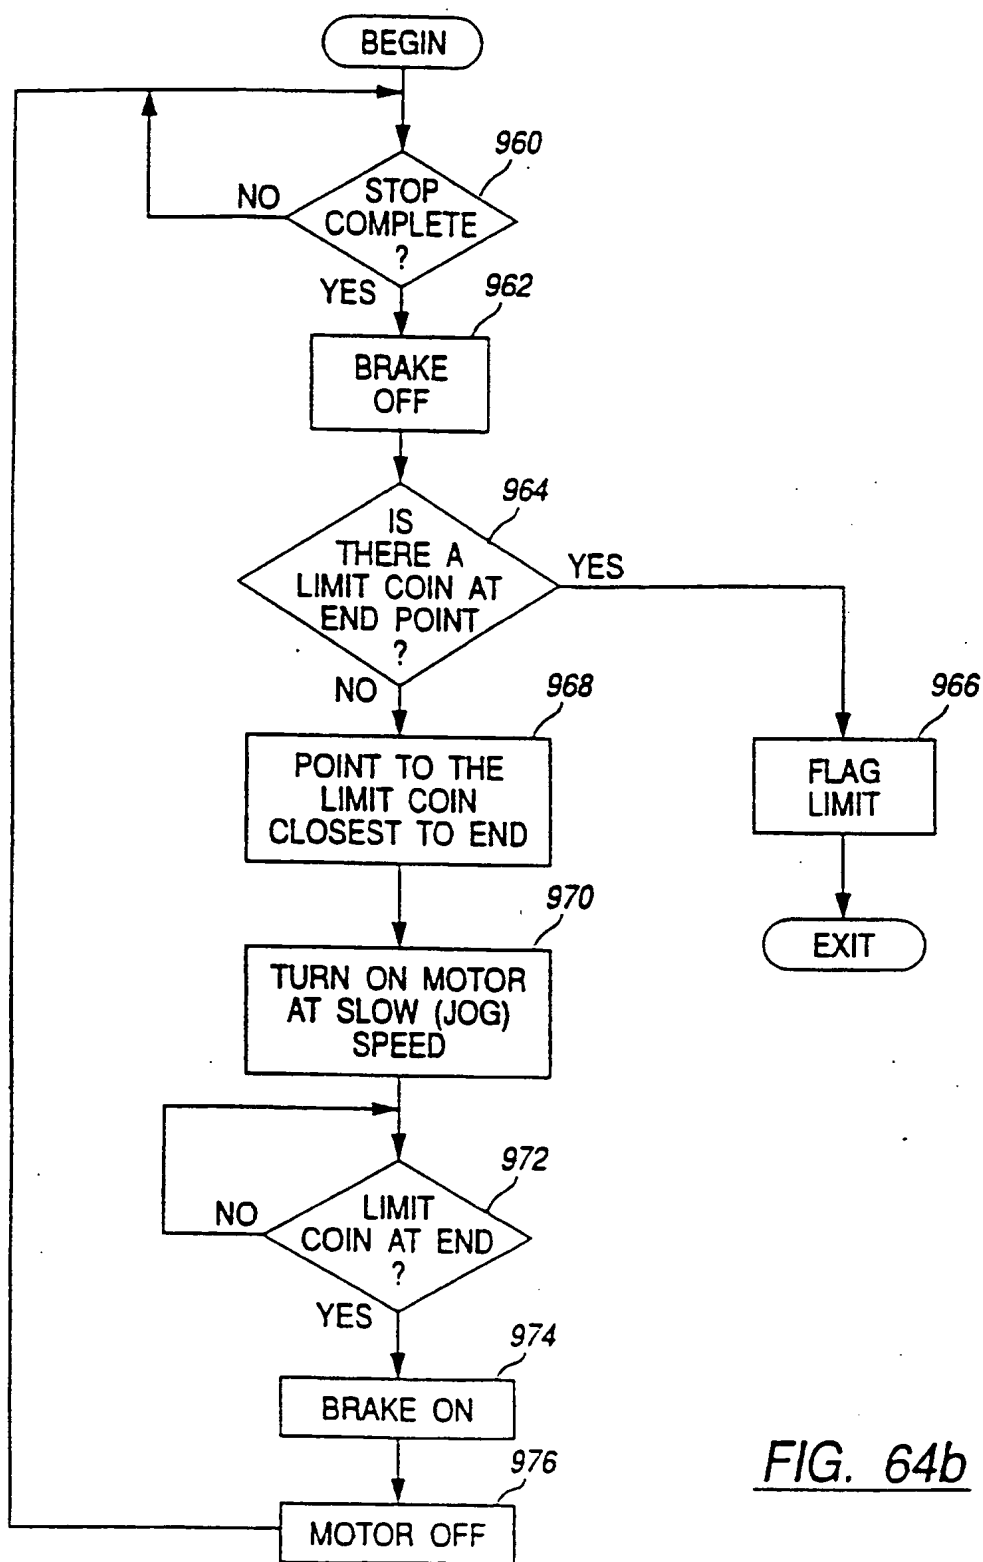 BEGIN
960
STOP
COMPLETE
?
NO
YES
962
BRAKE
OFF
964
IS
THERE A
LIMIT COIN AT
END POINT
?
YES
NO
968
POINT TO THE
LIMIT COIN
CLOSEST TO END
966
FLAG
LIMIT
EXIT
970
TURN ON MOTOR
AT SLOW (JOG)
SPEED
972
LIMIT
COIN AT END
?
NO
YES
974
BRAKE ON
976
MOTOR OFF
FIG. 64b